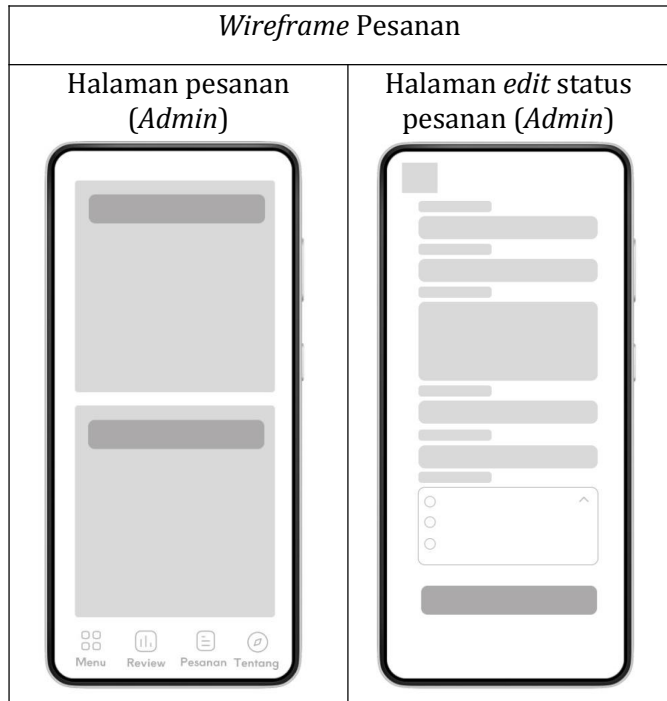 Wireframe Pesanan
Halaman pesanan
(Admin)
Halaman edit status
pesanan (Admin)
Menu Review Pesanan Tentang